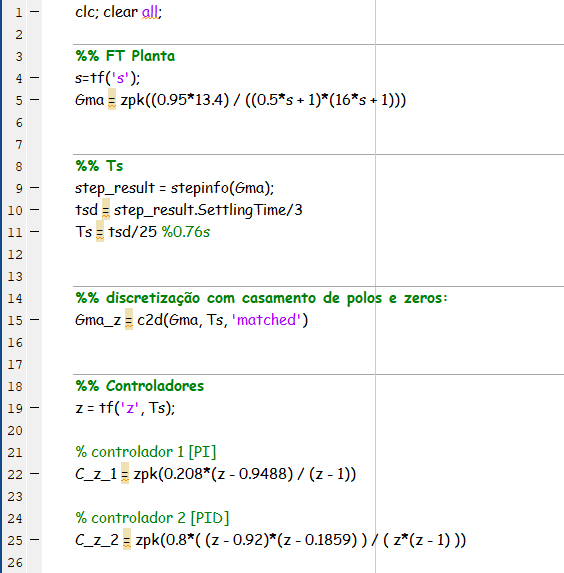 1 – clc; clear all;
2
3 %% FT Planta
4 – s=tf('s');
5 – Gma = zpk((0.95*13.4) / ((0.5*s + 1)*(16*s + 1)))
6
7
8 %% Ts
9 – step_result = stepinfo(Gma);
10 – tsd = step_result.SettlingTime/3
11 – Ts = tsd/25 %0.76s
12
13
14 %% discretização com casamento de polos e zeros:
15 – Gma_z = c2d(Gma, Ts, 'matched')
16
17
18 %% Controladores
19 – z = tf('z', Ts);
20
21 % controlador 1 [PI]
22 – C_z_1 = zpk(0.208*(z - 0.9488) / (z - 1))
23
24 % controlador 2 [PID]
25 – C_z_2 = zpk(0.8*( (z - 0.92)*(z - 0.1859) ) / ( z*(z - 1) ))
26